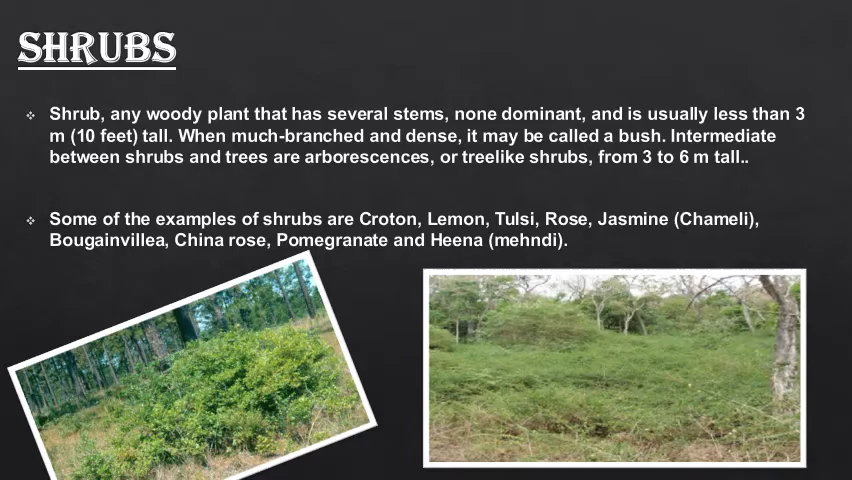 SHRUBS
Shrub, any woody plant that has several stems, none dominant, and is usually less than 3
m (10 feet) tall. When much-branched and dense, it may be called a bush. Intermediate
between shrubs and trees are arborescences, or treelike shrubs, from 3 to 6 m tall..
Some of the examples of shrubs are Croton, Lemon, Tulsi, Rose, Jasmine (Chameli),
Bougainvillea, China rose, Pomegranate and Heena (mehndi).